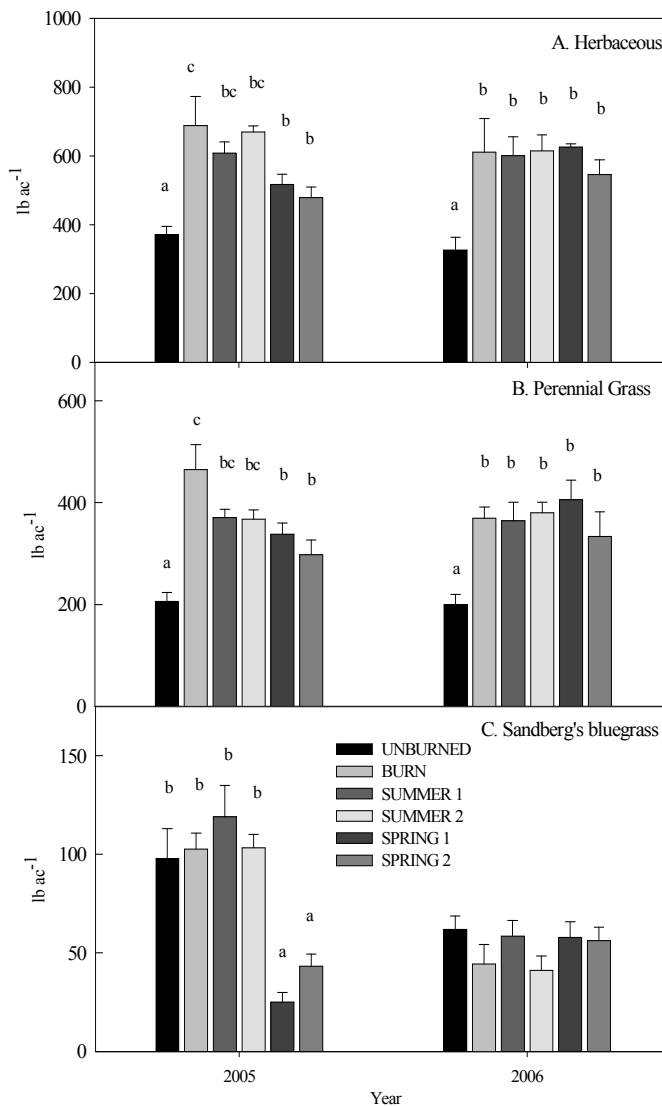 1000
A. Herbaceous
c
bc bc
b b b b b
b b
800
600
a
a
lb ac⁻¹
400
200
0
B. Perennial Grass
600
c
b
bc bc b b b b b b
400
a a
lb ac⁻¹
200
0
C. Sandberg's bluegrass
150
b b b b
UNBURNED
BURN
SUMMER 1
SUMMER 2
SPRING 1
SPRING 2
100
lb ac⁻¹
50
a a
0
2005 2006
Year